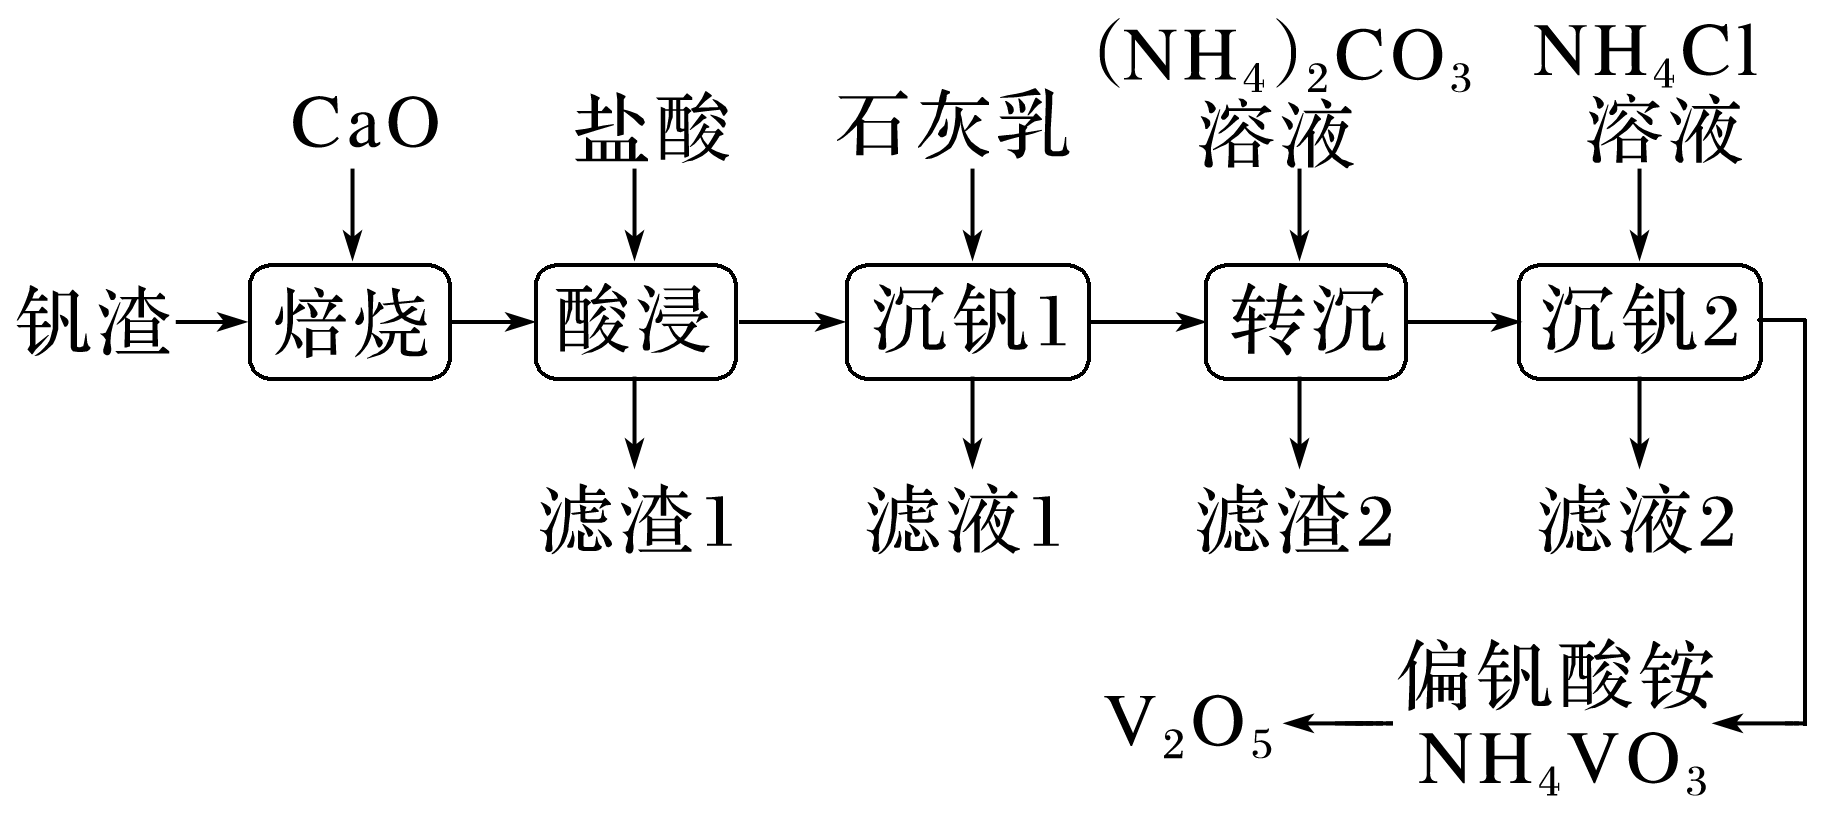 (NH₄)₂CO₃ NH₄Cl
CaO 盐酸 石灰乳 溶液 溶液
钒渣 焙烧 酸浸 沉钒1 转沉 沉钒2
滤渣1 滤液1 滤渣2 滤液2
偏钒酸铵
V₂O₅ NH₄VO₃